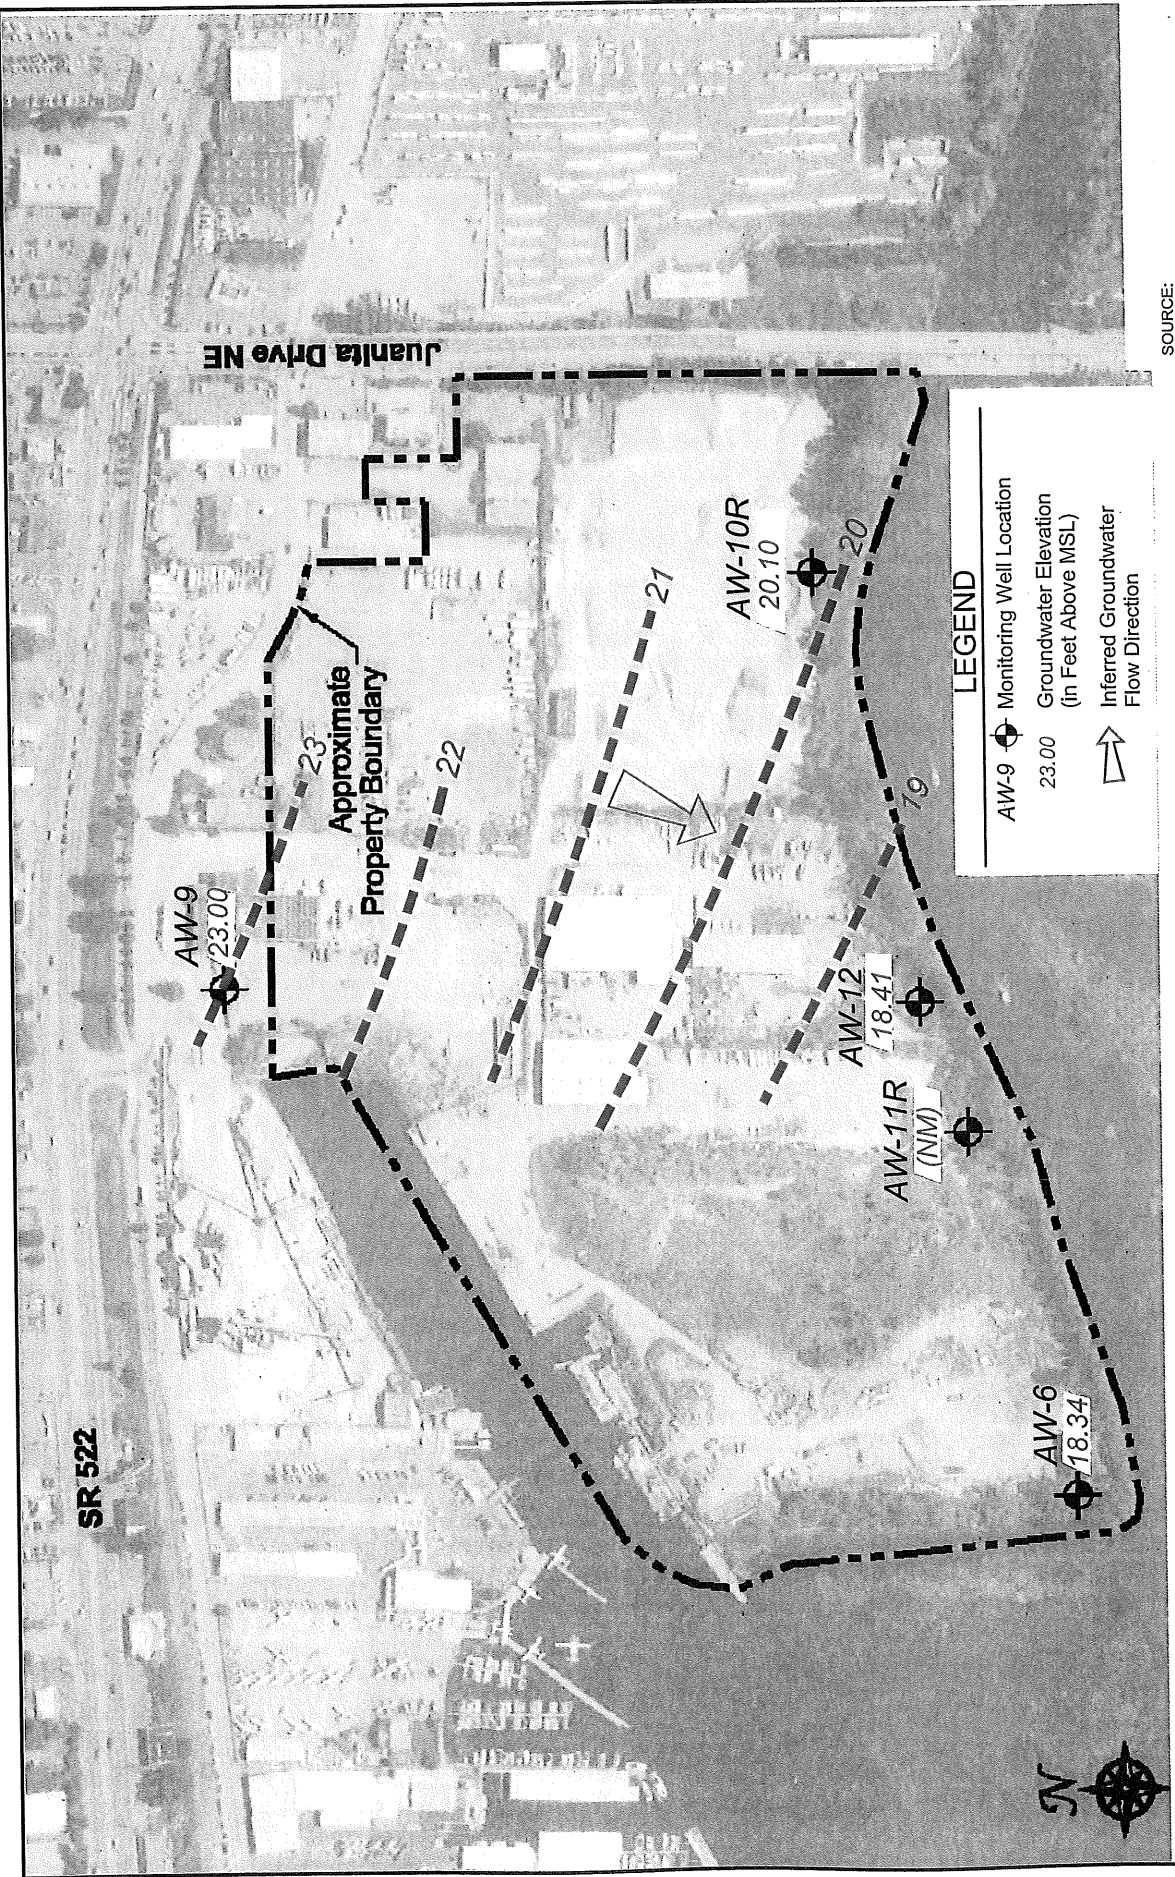 SR 522
Juanita Drive NE
AW-9
23.00
23
Approximate
Property Boundary
22
21
AW-10R
20.10
20
19
AW-12
18.41
AW-11R
(NM)
AW-6
18.34
N
LEGEND
AW-9 Monitoring Well Location
23.00 Groundwater Elevation
(in Feet Above MSL)
Inferred Groundwater
Flow Direction
SOURCE: